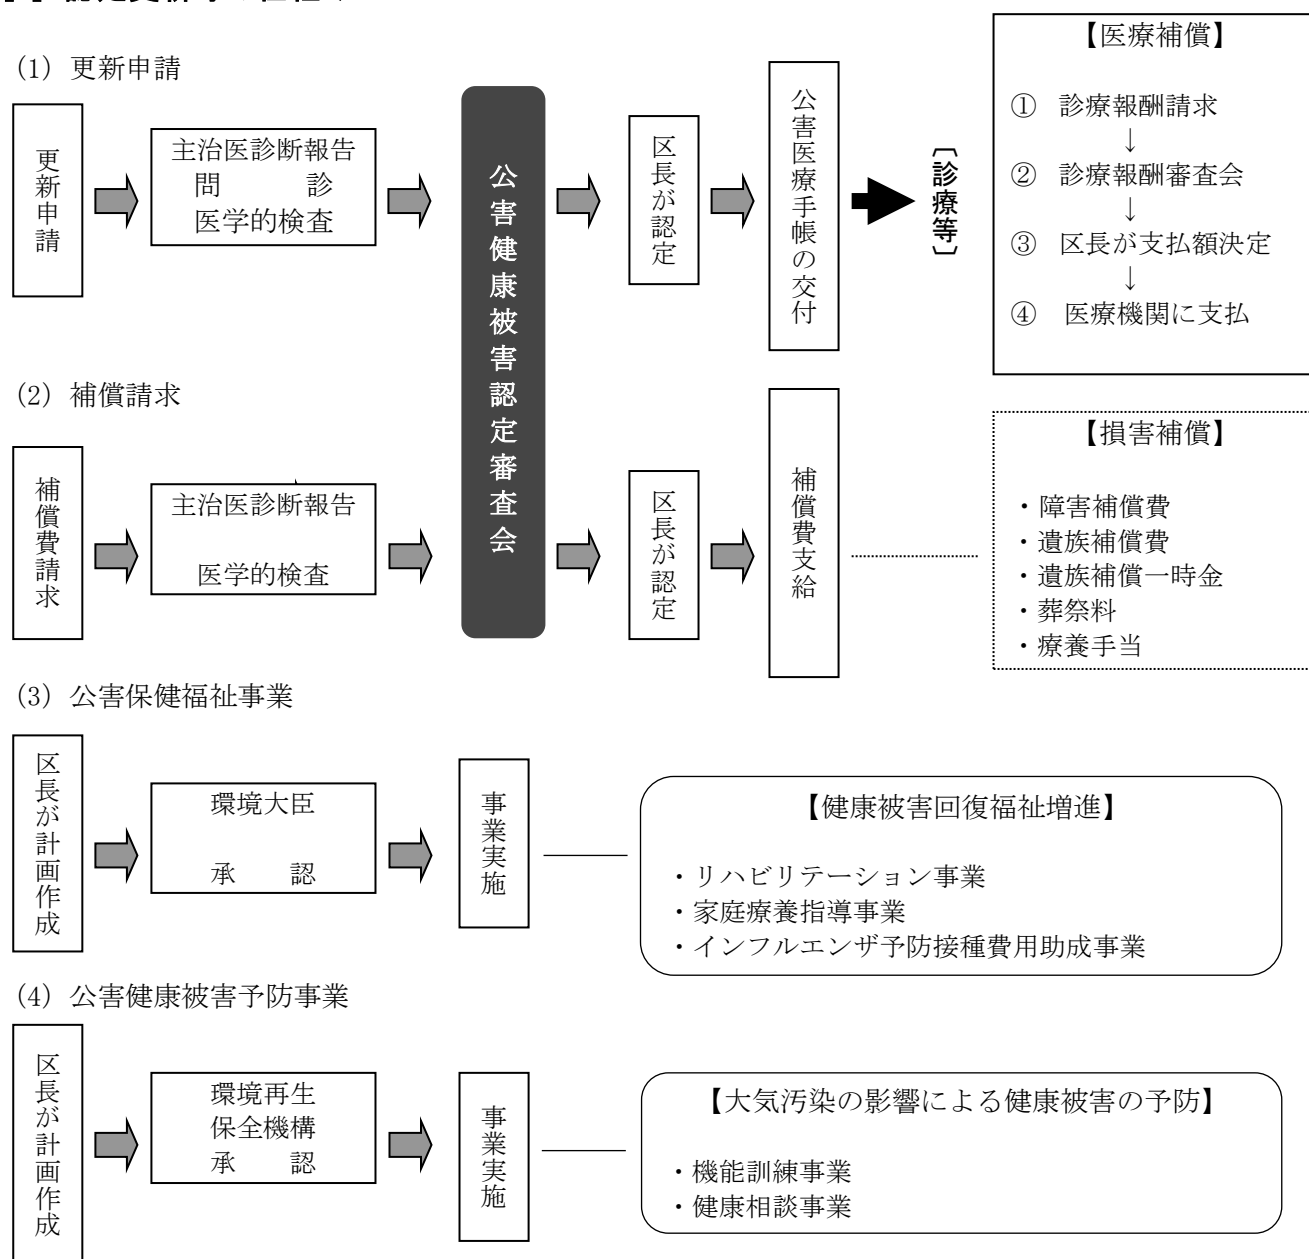 (1) 更新申請
更新申請
主治医診断報告
問　　診
医学的検査
公害健康被害認定審査会
区長が認定
公害医療手帳の交付
〔診療等〕
【医療補償】
① 診療報酬請求
↓
② 診療報酬審査会
↓
③ 区長が支払額決定
↓
④ 医療機関に支払
(2) 補償請求
補償費請求
主治医診断報告
医学的検査
区長が認定
補償費支給
【損害補償】
・障害補償費
・遺族補償費
・遺族補償一時金
・葬祭料
・療養手当
(3) 公害保健福祉事業
区長が計画作成
環境大臣
承　　認
事業実施
【健康被害回復福祉増進】
・リハビリテーション事業
・家庭療養指導事業
・インフルエンザ予防接種費用助成事業
(4) 公害健康被害予防事業
区長が計画作成
環境再生
保全機構
承　　認
事業実施
【大気汚染の影響による健康被害の予防】
・機能訓練事業
・健康相談事業